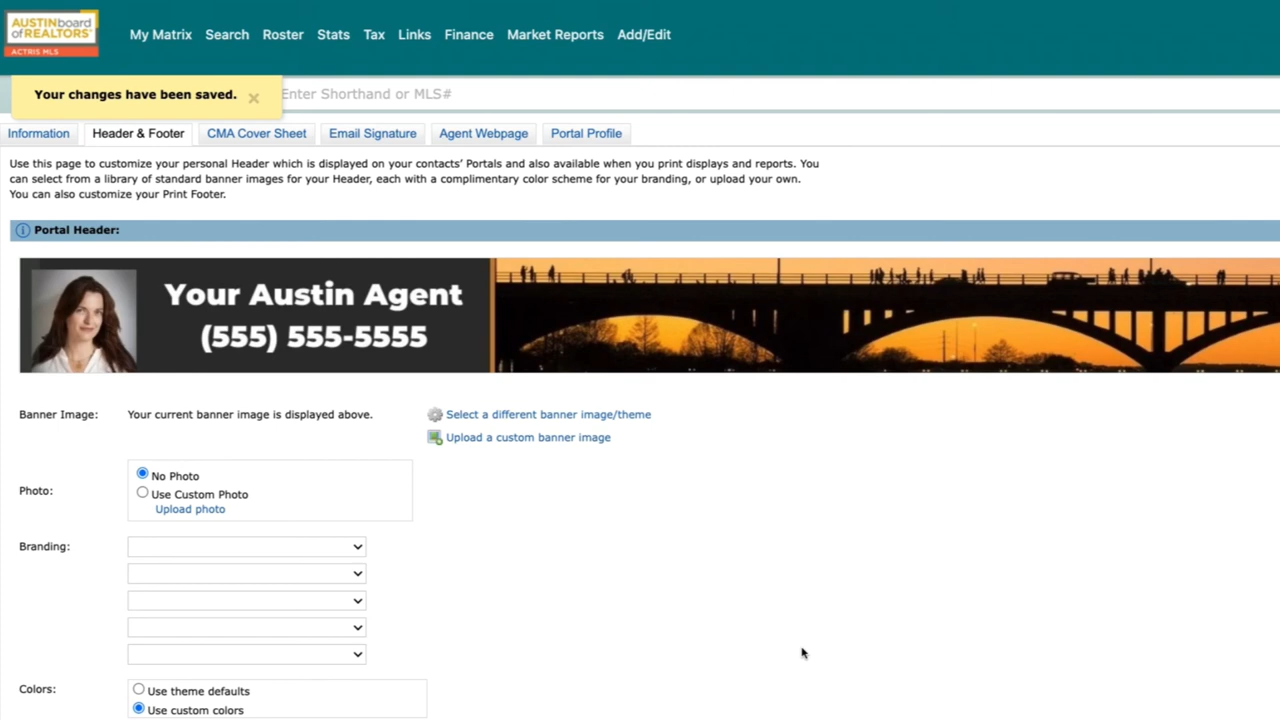 AUSTINboard
of REALTORS®
ACTRIS MLS
My Matrix Search Roster Stats Tax Links Finance Market Reports Add/Edit
Your changes have been saved. ×
Enter Shorthand or MLS#
Information Header & Footer CMA Cover Sheet Email Signature Agent Webpage Portal Profile
Use this page to customize your personal Header which is displayed on your contacts' Portals and also available when you print displays and reports. You
can select from a library of standard banner images for your Header, each with a complimentary color scheme for your branding, or upload your own.
You can also customize your Print Footer.
Portal Header:
Your Austin Agent
(555) 555-5555
Banner Image: Your current banner image is displayed above. Select a different banner image/theme
Upload a custom banner image
Photo: No Photo
Use Custom Photo
Upload photo
Branding:
Colors: Use theme defaults
Use custom colors